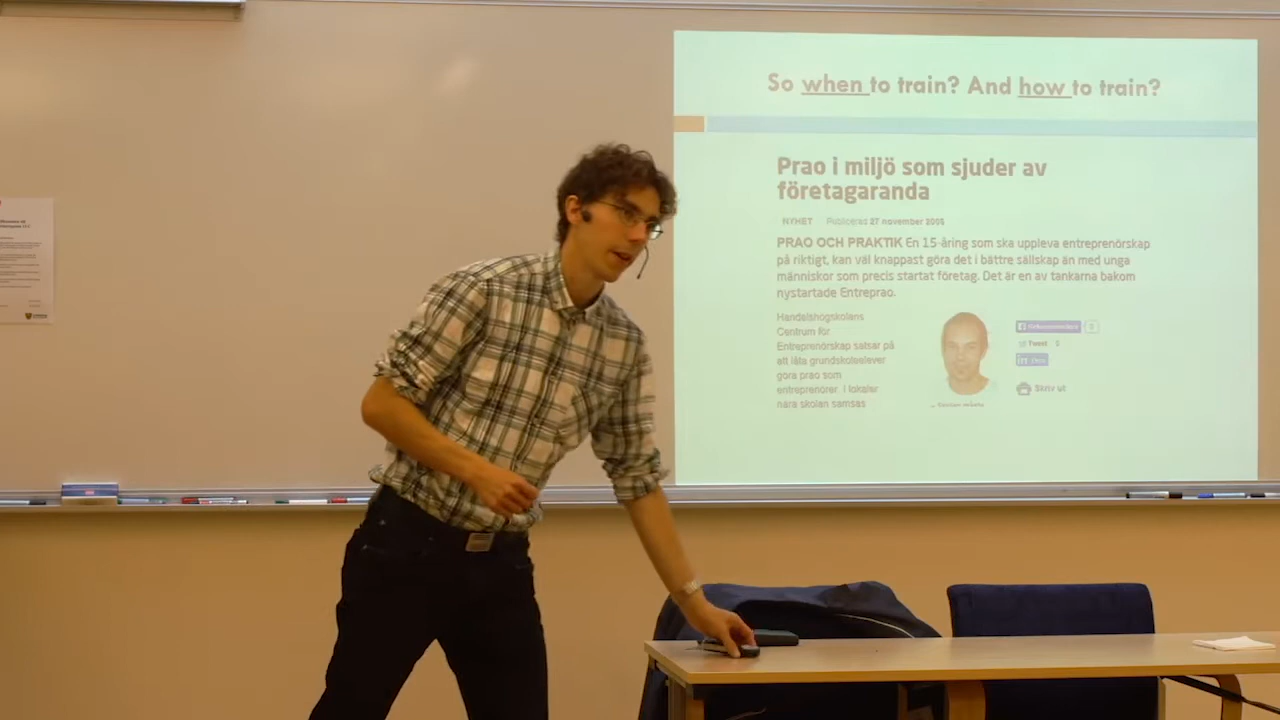 So when to train? And how to train?
Prao i miljö som sjuder av
företagaranda
NYHET Publicerad 27 november 2006
PRAO OCH PRAKTIK En 15-åring som ska uppleva entreprenörskap
på riktigt, kan väl knappast göra det i bättre sällskap än med unga
människor som precis startat företag. Det är en av tankarna bakom
nystartade Entreprao.
Handelshögskolans
Centrum för
Entreprenörskap satsar på
att låta grundskoleelever
göra prao som
entreprenörer. I lokaler
nära skolan samsas
Tweet 0
Skriv ut